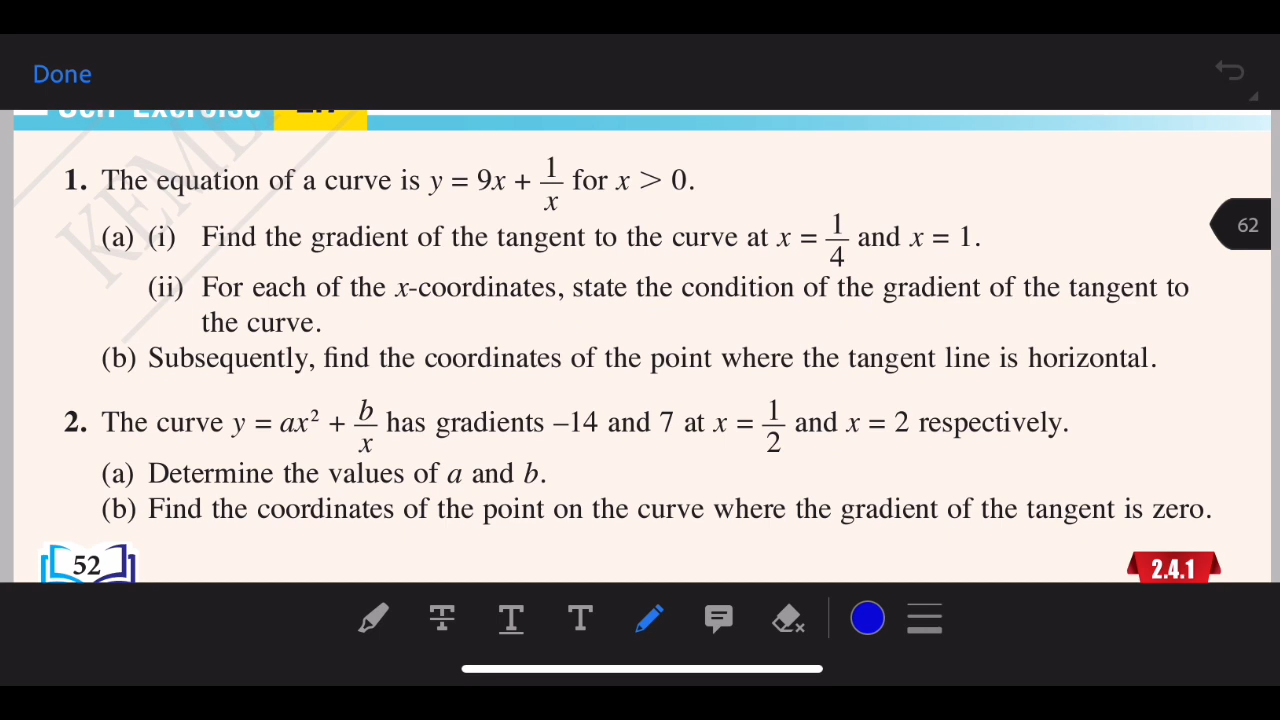 Done
Self-Exercise
1. The equation of a curve is y = 9x + 1/x for x > 0.
(a) (i) Find the gradient of the tangent to the curve at x = 1/4 and x = 1.
(ii) For each of the x-coordinates, state the condition of the gradient of the tangent to
the curve.
(b) Subsequently, find the coordinates of the point where the tangent line is horizontal.
2. The curve y = ax² + b/x has gradients –14 and 7 at x = 1/2 and x = 2 respectively.
(a) Determine the values of a and b.
(b) Find the coordinates of the point on the curve where the gradient of the tangent is zero.
62
52
2.4.1